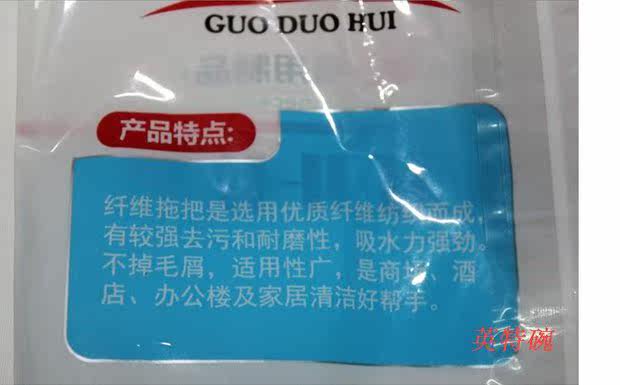 GUO DUO HUI
用制品
产品特点:
纤维拖把是选用优质纤维纺织而成,
有较强去污和耐磨性，吸水力强劲。
不掉毛屑，适用性广，是商场、酒
店、办公楼及家居清洁好帮手。
英特碗